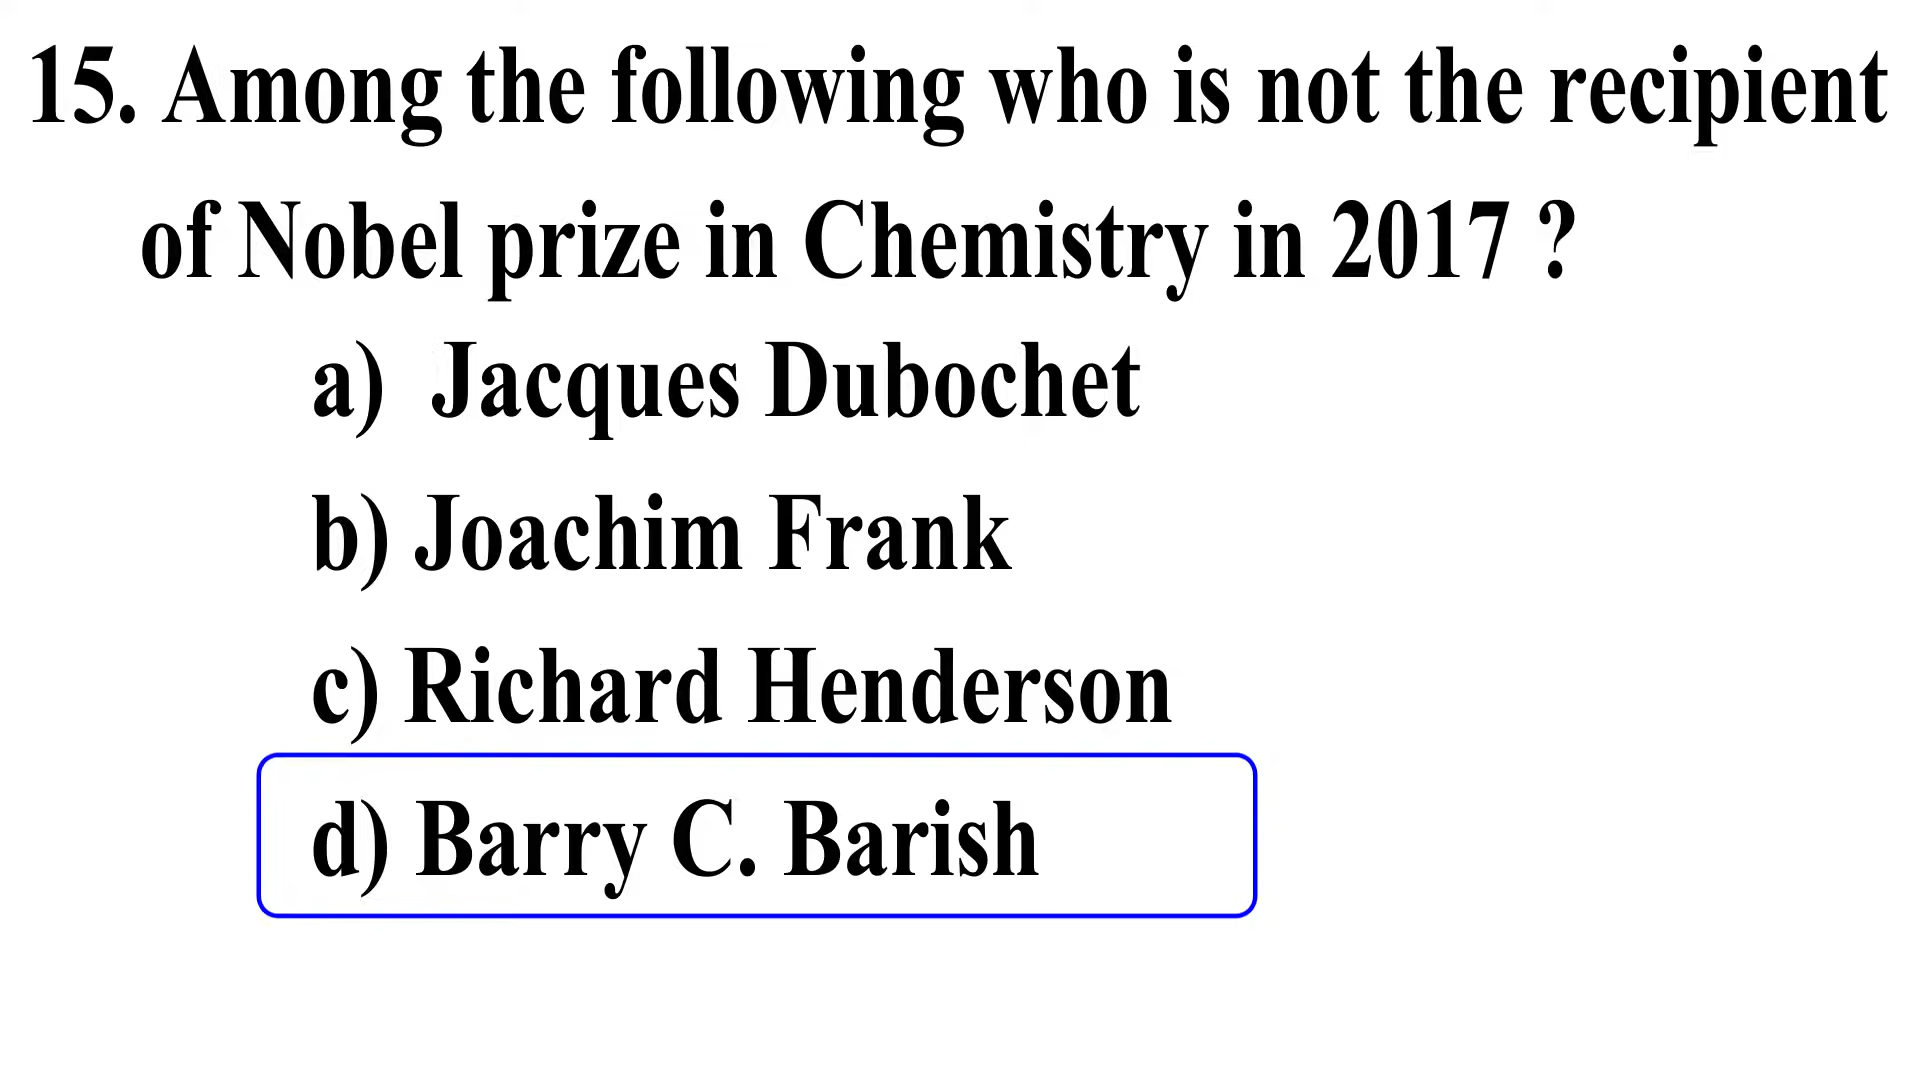 15. Among the following who is not the recipient
of Nobel prize in Chemistry in 2017 ?
a) Jacques Dubochet
b) Joachim Frank
c) Richard Henderson
d) Barry C. Barish